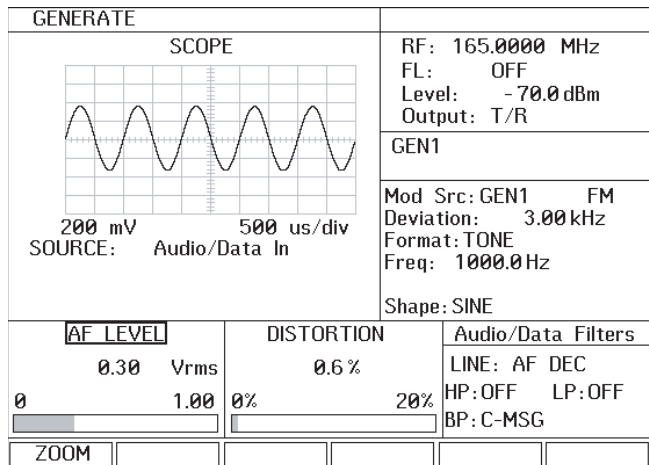 GENERATE
SCOPE
200 mV 500 us/div
SOURCE: Audio/Data In
RF: 165.0000 MHz
FL: OFF
Level: -70.0 dBm
Output: T/R
GEN1
Mod Src: GEN1 FM
Deviation: 3.00 kHz
Format: TONE
Freq: 1000.0 Hz
Shape: SINE
AF LEVEL
0.30 Vrms
0 1.00
DISTORTION
0.6 %
0% 20%
Audio/Data Filters
LINE: AF DEC
HP: OFF LP: OFF
BP: C-MSG
ZOOM